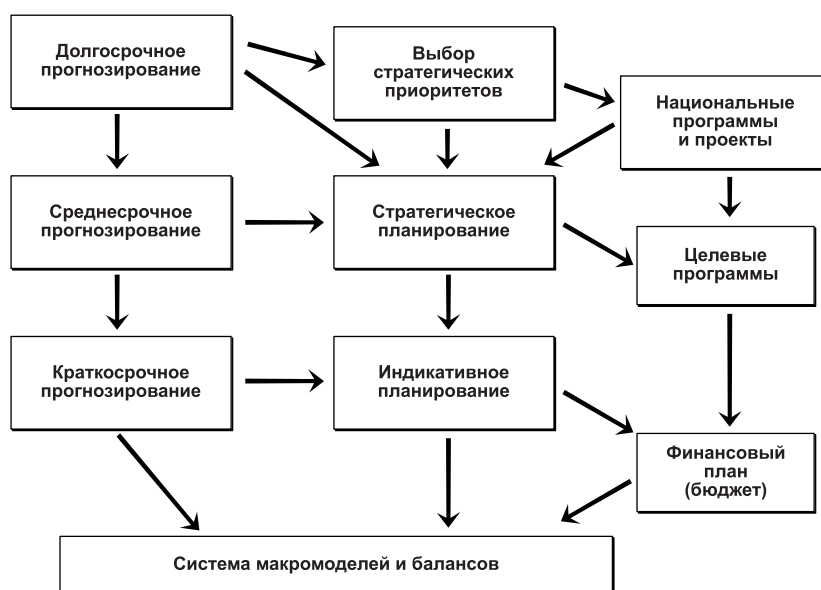 Долгосрочное
прогнозирование
Выбор
стратегических
приоритетов
Национальные
программы
и проекты
Среднесрочное
прогнозирование
Стратегическое
планирование
Целевые
программы
Краткосрочное
прогнозирование
Индикативное
планирование
Финансовый
план
(бюджет)
Система макромоделей и балансов